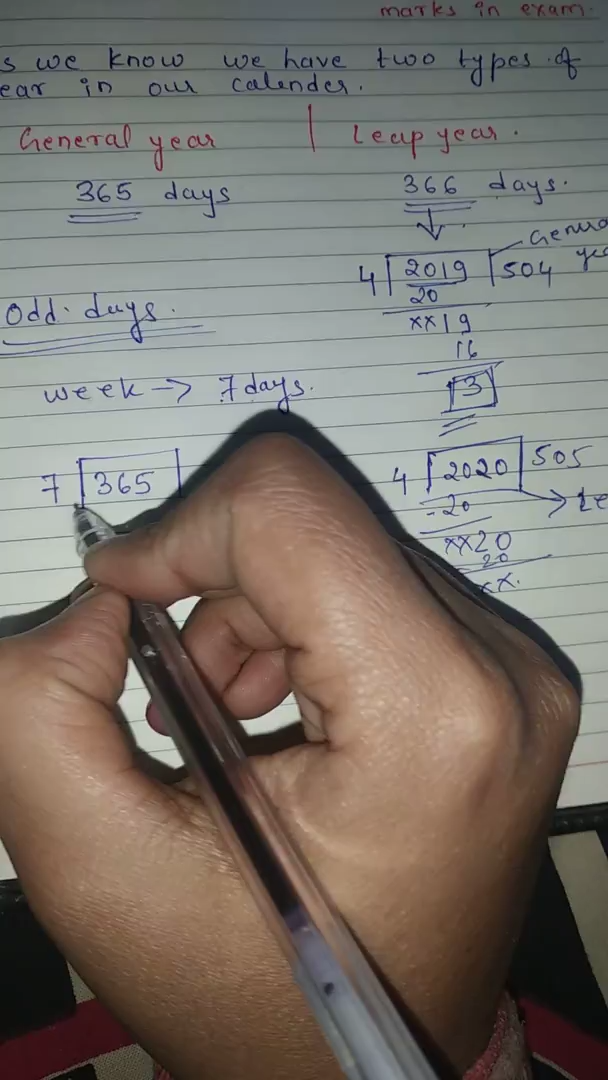 marks in exam.
s we know we have two types of
ear in our calender.
General year | Leap year.
365 days
366 days.
4 2019 504
20
xx19
16
3
Odd. days.
week -> 7 days.
7 365
4 2020 505
-20
xx20
20
xx.